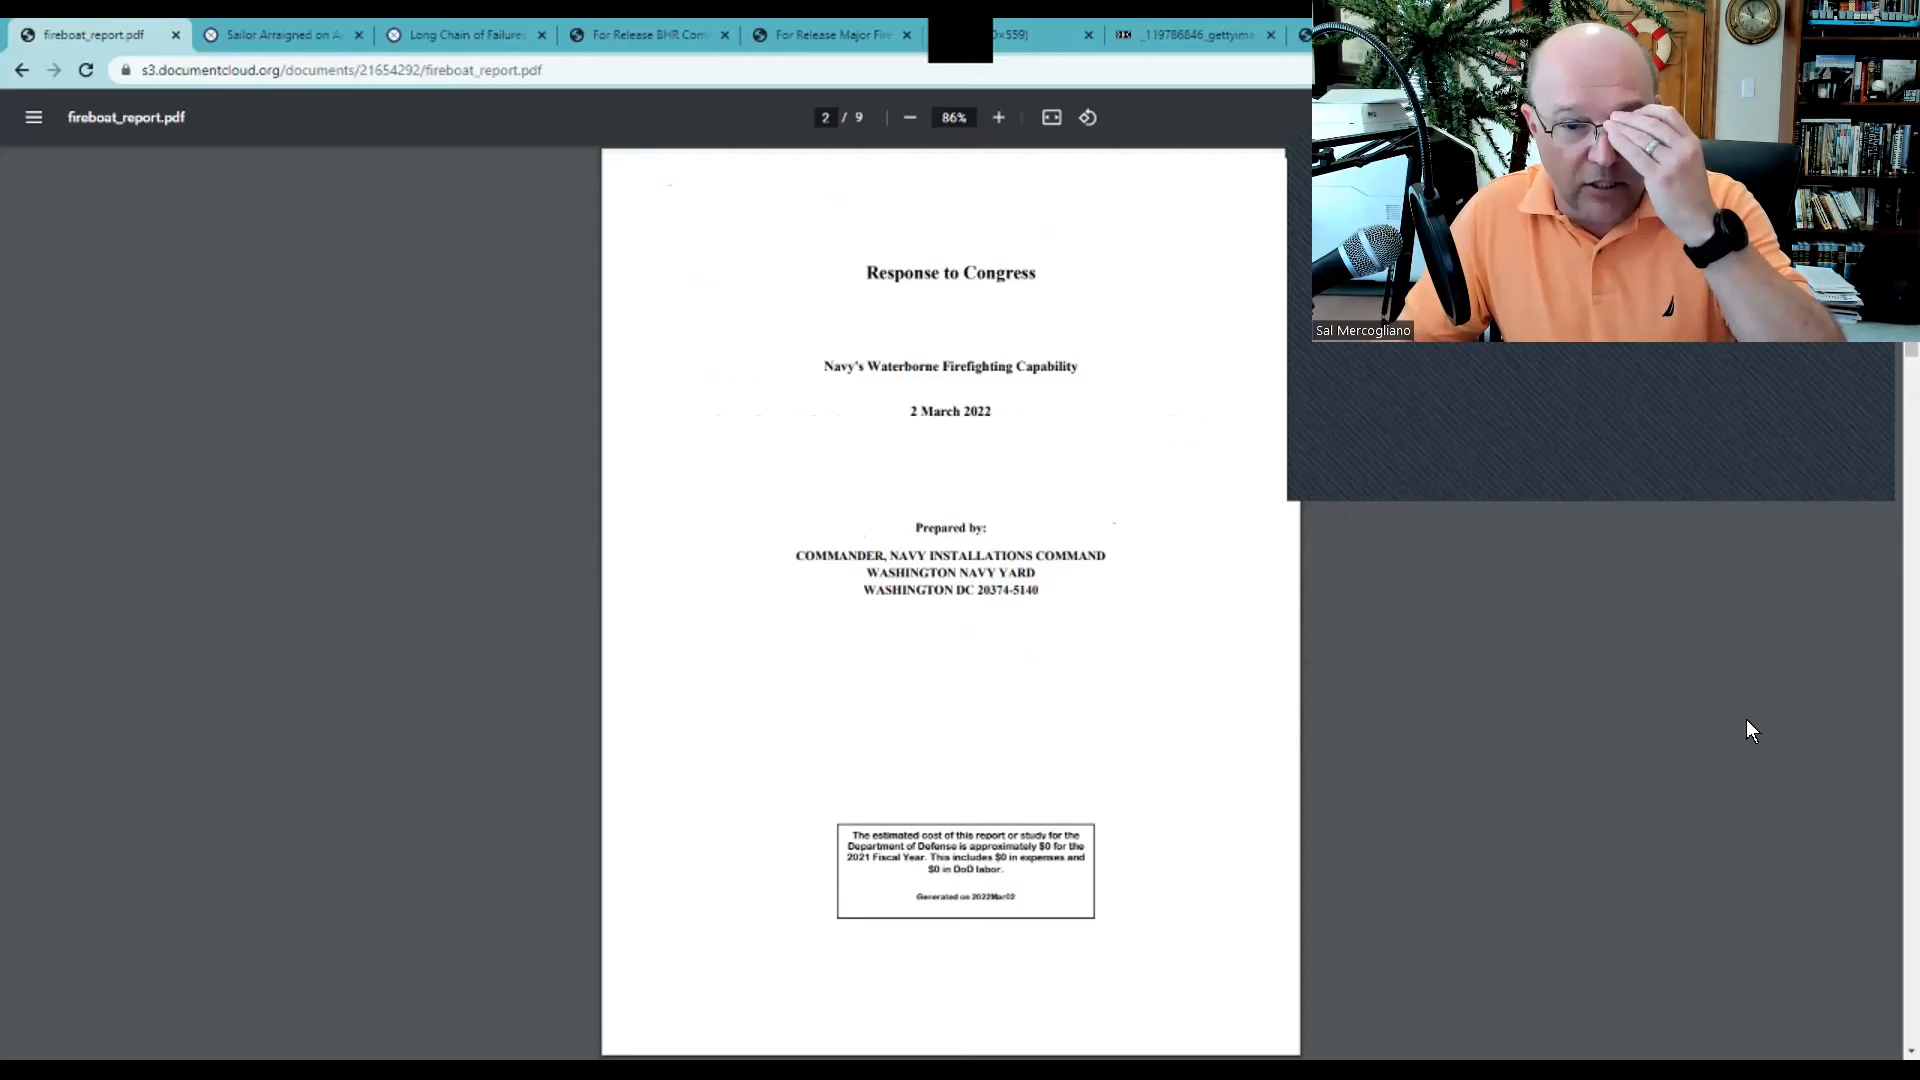 fireboat_report.pdf
Sailor Arraigned on A
Long Chain of Failures
For Release BHR Com
For Release Major Fire
0×559)
_119786846_gettyima
s3.documentcloud.org/documents/21654292/fireboat_report.pdf
fireboat_report.pdf
2 / 9
86%
Response to Congress
Navy's Waterborne Firefighting Capability
2 March 2022
Prepared by:
COMMANDER, NAVY INSTALLATIONS COMMAND
WASHINGTON NAVY YARD
WASHINGTON DC 20374-5140
The estimated cost of this report or study for the
Department of Defense is approximately $0 for the
2021 Fiscal Year. This includes $0 in expenses and
$0 in DoD labor.
Generated on 2022Mar02
Sal Mercogliano